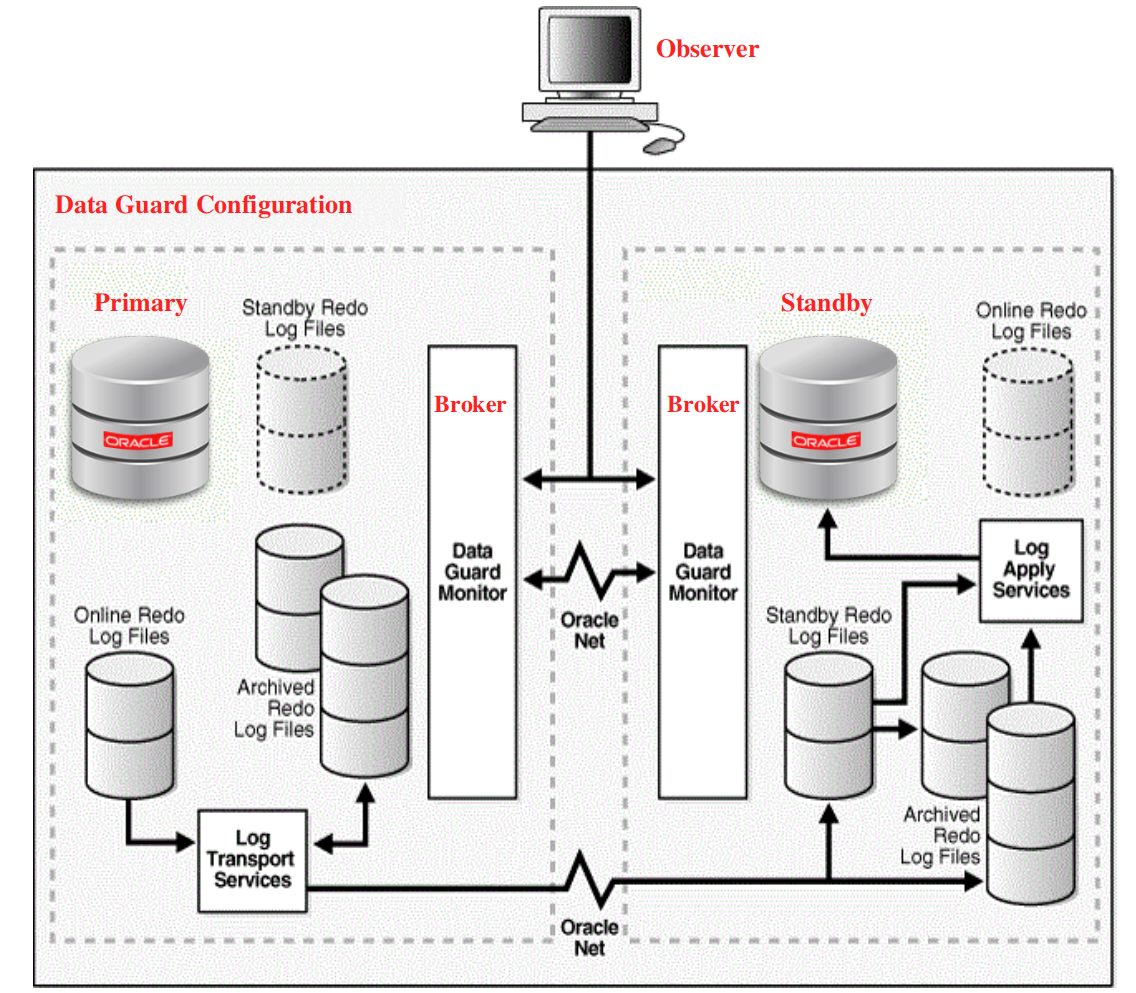 Observer
Data Guard Configuration
Primary
Standby Redo
Log Files
ORACLE
Broker
Data
Guard
Monitor
Online Redo
Log Files
Archived
Redo
Log Files
Log
Transport
Services
Oracle
Net
Oracle
Net
Broker
Data
Guard
Monitor
Standby
ORACLE
Online Redo
Log Files
Log
Apply
Services
Standby Redo
Log Files
Archived
Redo
Log Files